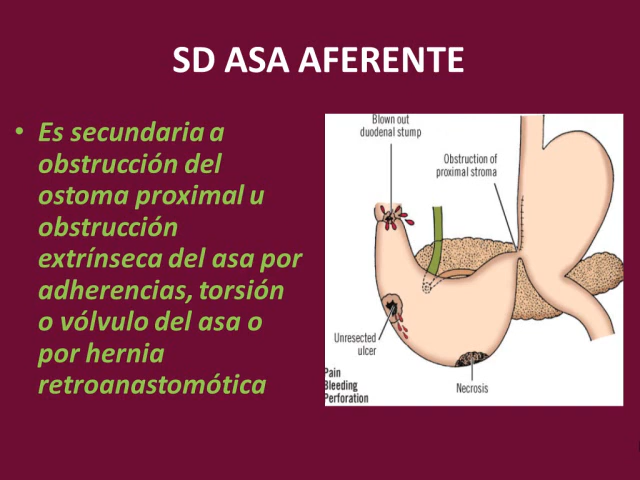 SD ASA AFERENTE
• Es secundaria a
obstrucción del
ostoma proximal u
obstrucción
extrínseca del asa por
adherencias, torsión
o vólvulo del asa o
por hernia
retroanastomótica
Blown out
duodenal stump
Obstruction of
proximal stroma
Unresected
ulcer
Pain
Bleeding
Perforation
Necrosis